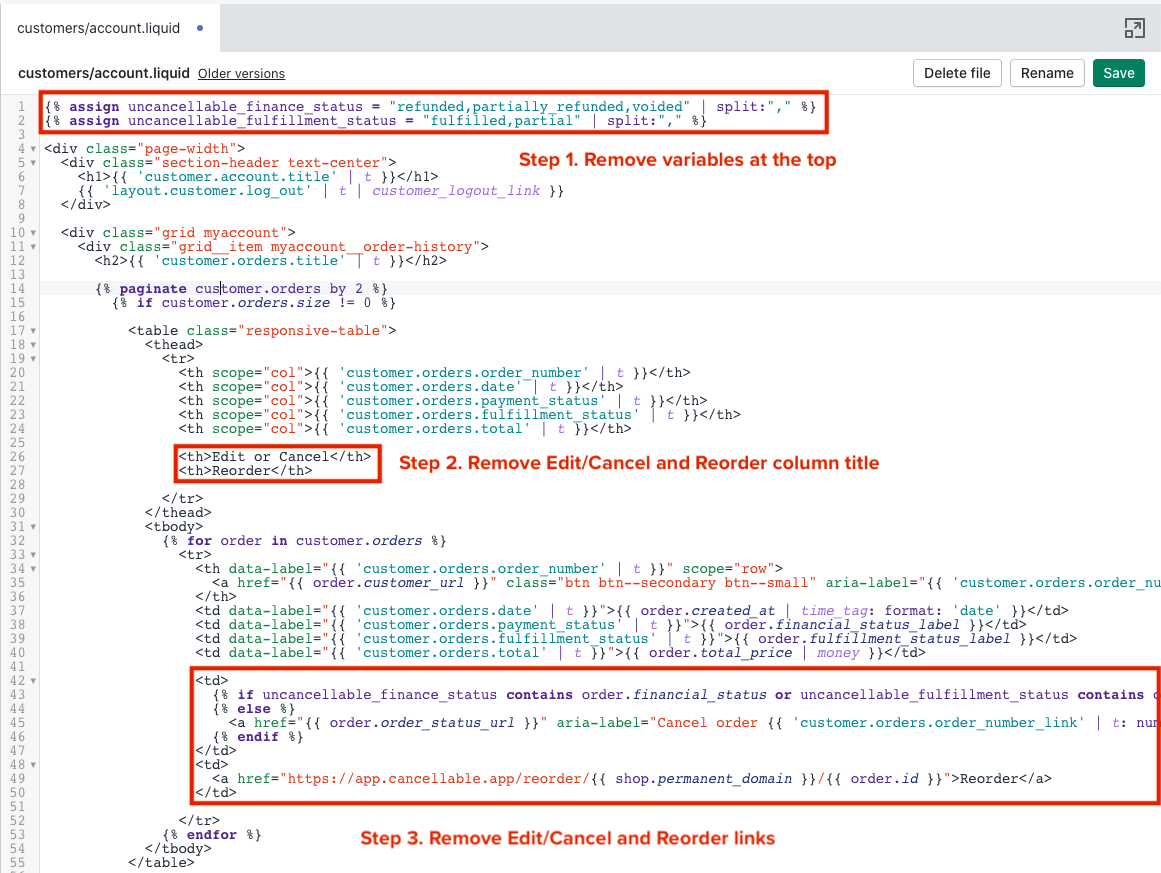 customers/account.liquid
customers/account.liquid Older versions Delete file Rename Save
1 {% assign uncancellable_finance_status = "refunded,partially_refunded,voided" | split:"," %}
2 {% assign uncancellable_fulfillment_status = "fulfilled,partial" | split:"," %}
3
4 <div class="page-width">
Step 1. Remove variables at the top
5 <div class="section-header text-center">
6 <h1>{{ 'customer.account.title' | t }}</h1>
7 {{ 'layout.customer.log_out' | t | customer_logout_link }}
8 </div>
9
10 <div class="grid myaccount">
11 <div class="grid__item myaccount__order-history">
12 <h2>{{ 'customer.orders.title' | t }}</h2>
13
14 {% paginate customer.orders by 2 %}
15 {% if customer.orders.size != 0 %}
16
17 <table class="responsive-table">
18 <thead>
19 <tr>
20 <th scope="col">{{ 'customer.orders.order_number' | t }}</th>
21 <th scope="col">{{ 'customer.orders.date' | t }}</th>
22 <th scope="col">{{ 'customer.orders.payment_status' | t }}</th>
23 <th scope="col">{{ 'customer.orders.fulfillment_status' | t }}</th>
24 <th scope="col">{{ 'customer.orders.total' | t }}</th>
25
26 <th>Edit or Cancel</th>
Step 2. Remove Edit/Cancel and Reorder column title
27 <th>Reorder</th>
28
29 </tr>
30 </thead>
31 <tbody>
32 {% for order in customer.orders %}
33 <tr>
34 <th data-label="{{ 'customer.orders.order_number' | t }}" scope="row">
35 <a href="{{ order.customer_url }}" class="btn btn--secondary btn--small" aria-label="{{ 'customer.orders.order_nu
36 </th>
37 <td data-label="{{ 'customer.orders.date' | t }}">{{ order.created_at | time_tag: format: 'date' }}</td>
38 <td data-label="{{ 'customer.orders.payment_status' | t }}">{{ order.financial_status_label }}</td>
39 <td data-label="{{ 'customer.orders.fulfillment_status' | t }}">{{ order.fulfillment_status_label }}</td>
40 <td data-label="{{ 'customer.orders.total' | t }}">{{ order.total_price | money }}</td>
41
42 <td>
43 {% if uncancellable_finance_status contains order.financial_status or uncancellable_fulfillment_status contains
44 {% else %}
45 <a href="{{ order.order_status_url }}" aria-label="Cancel order {{ 'customer.orders.order_number_link' | t: num
46 {% endif %}
47 </td>
48 <td>
49 <a href="https://app.cancellable.app/reorder/{{ shop.permanent_domain }}/{{ order.id }}">Reorder</a>
50 </td>
51
52 </tr>
53 {% endfor %}
Step 3. Remove Edit/Cancel and Reorder links
54 </tbody>
55 </table>